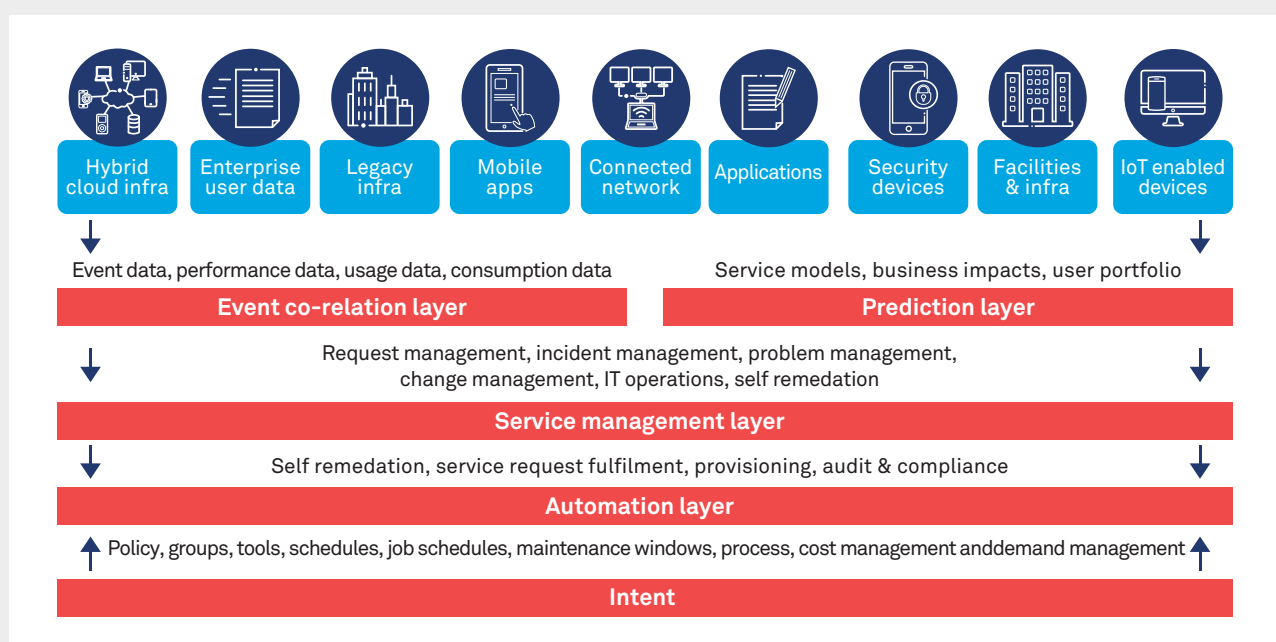 Hybrid
cloud infra
Enterprise
user data
Legacy
infra
Mobile
apps
Connected
network
Applications
Security
devices
Facilities
& infra
IoT enabled
devices
Event data, performance data, usage data, consumption data
Event co-relation layer
Service models, business impacts, user portfolio
Prediction layer
Request management, incident management, problem management,
change management, IT operations, self remedation
Service management layer
Self remedation, service request fulfilment, provisioning, audit & compliance
Automation layer
Policy, groups, tools, schedules, job schedules, maintenance windows, process, cost management anddemand management
Intent